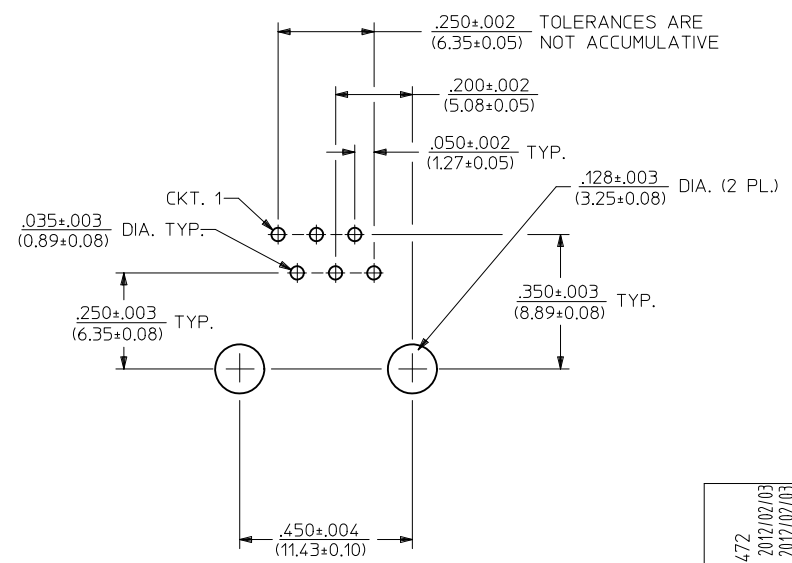 .250±.002 TOLERANCES ARE
(6.35±0.05) NOT ACCUMULATIVE
.200±.002
(5.08±0.05)
.050±.002 TYP.
(1.27±0.05)
.128±.003 DIA. (2 PL.)
(3.25±0.08)
CKT. 1
.035±.003 DIA. TYP.
(0.89±0.08)
.250±.003 TYP.
(6.35±0.08)
.350±.003 TYP.
(8.89±0.08)
.450±.004
(11.43±0.10)
472
2012/02/03
2012/02/03